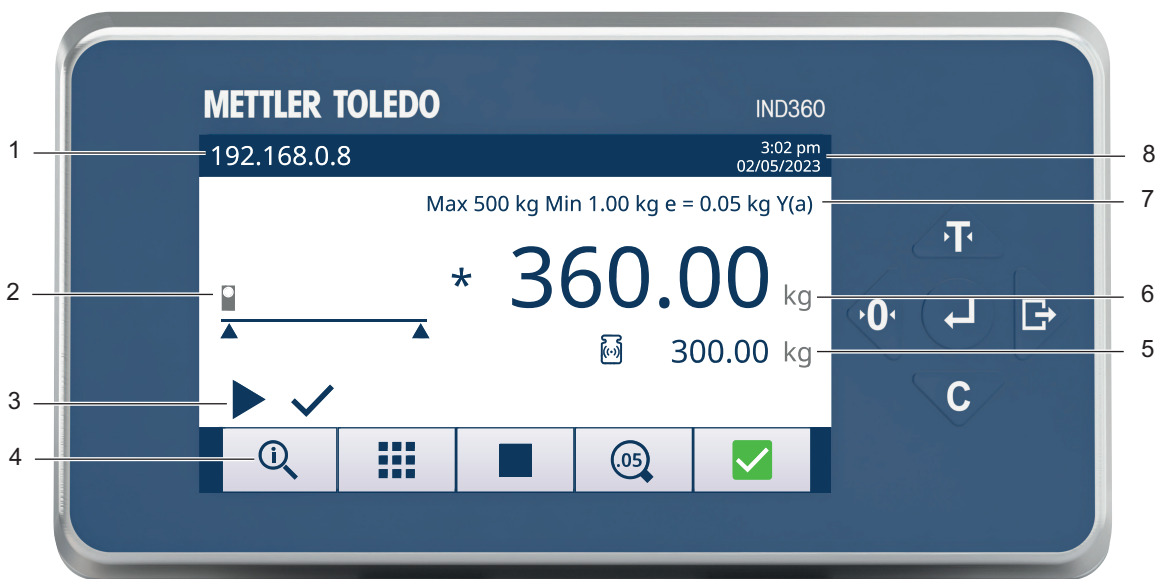 METTLER TOLEDO
IND360
1
192.168.0.8
3:02 pm
02/05/2023
8
Max 500 kg Min 1.00 kg e = 0.05 kg Y(a)
7
T
2
* 360.00 kg
6
0
300.00 kg
5
3
C
4
i
.05